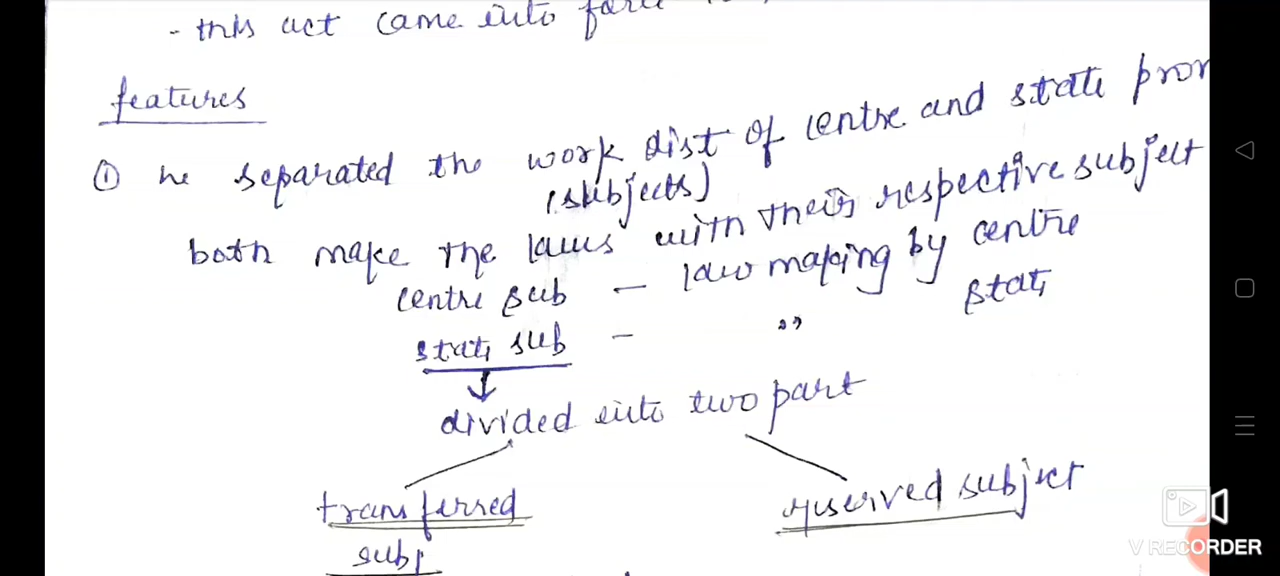 - this act came into force
features
① he separated the work dist of centre and state
(subjects)
both make the laws with their respective subject
centre sub — law making by centre
state sub — ,, state
divided into two part
transferred reserved subject
subj
V RECORDER